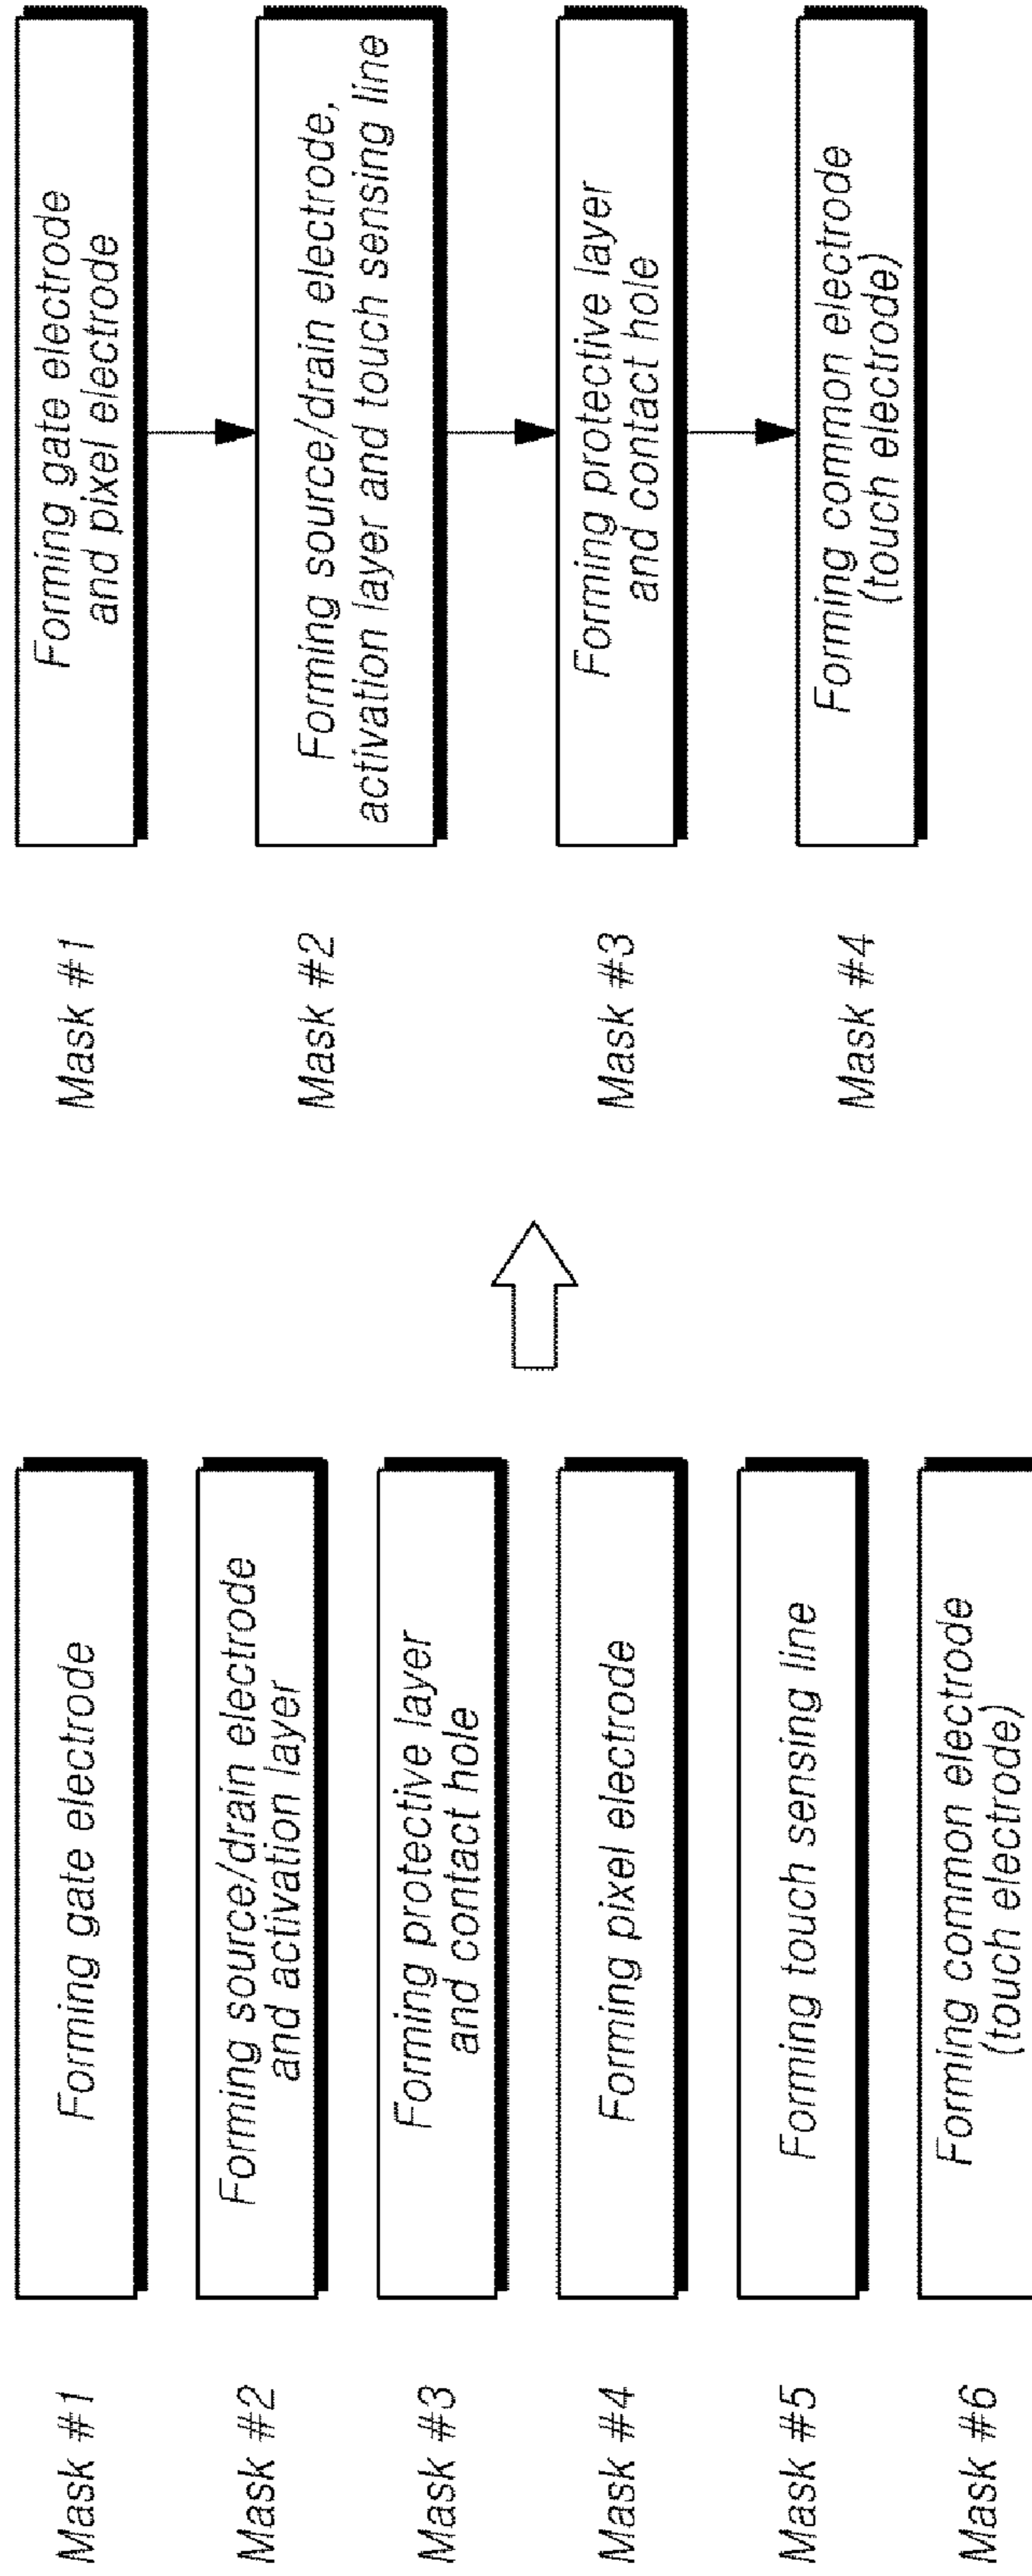 Mask #1
Forming gate electrode
Mask #2
Forming source/drain electrode
and activation layer
Mask #3
Forming protective layer
and contact hole
Mask #4
Forming pixel electrode
Mask #5
Forming touch sensing line
Mask #6
Forming common electrode
(touch electrode)
Mask #1
Forming gate electrode
and pixel electrode
Mask #2
Forming source/drain electrode,
activation layer and touch sensing line
Mask #3
Forming protective layer
and contact hole
Mask #4
Forming common electrode
(touch electrode)